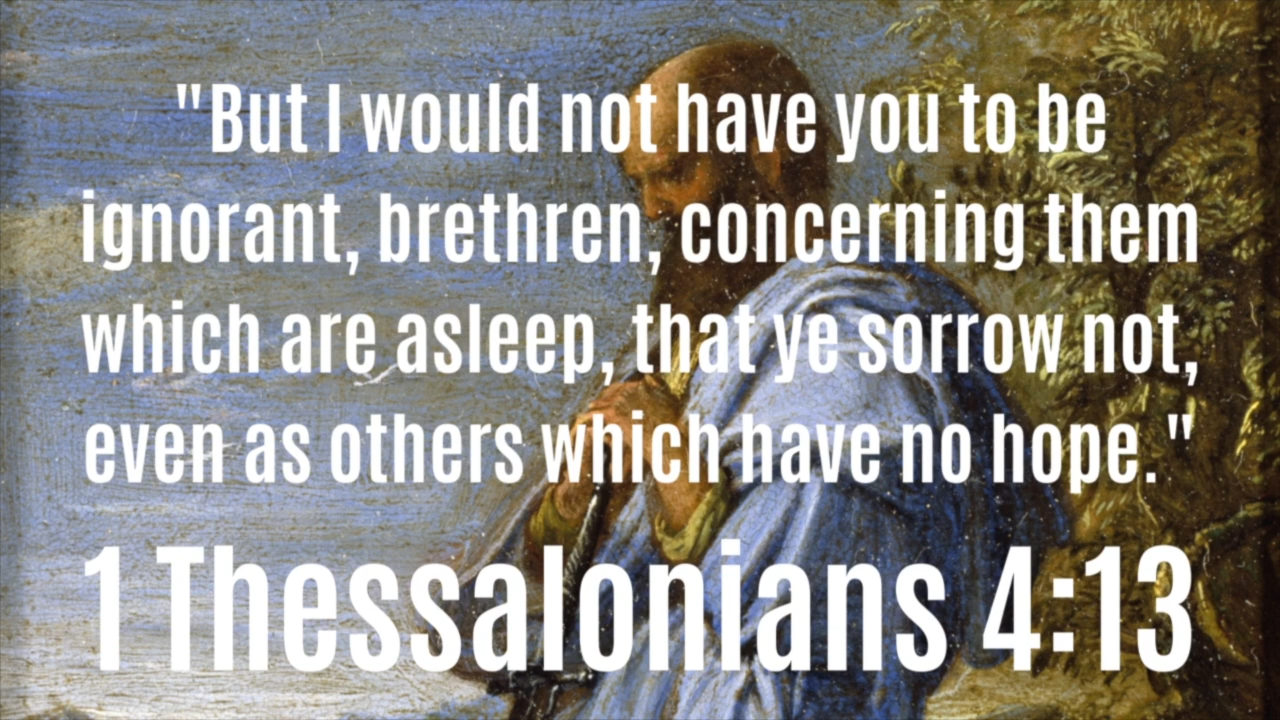 "But I would not have you to be
ignorant, brethren, concerning them
which are asleep, that ye sorrow not,
even as others which have no hope."
1 Thessalonians 4:13